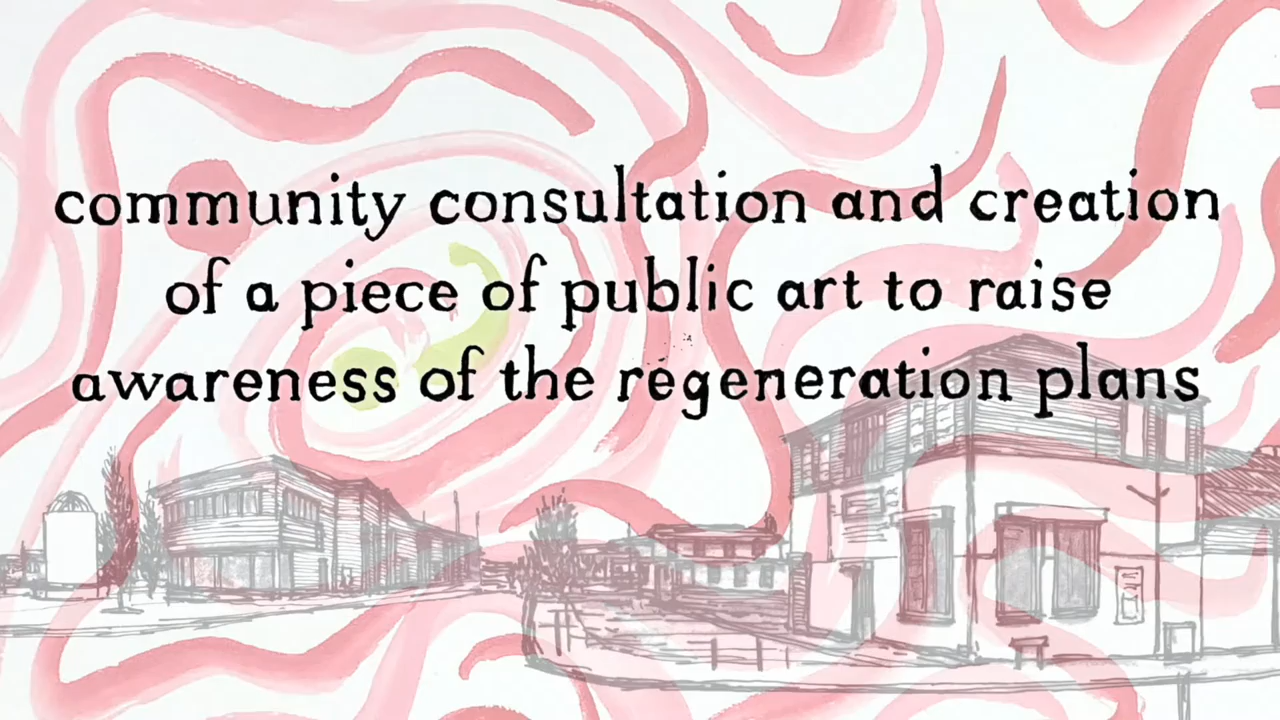 community consultation and creation
of a piece of public art to raise
awareness of the regeneration plans